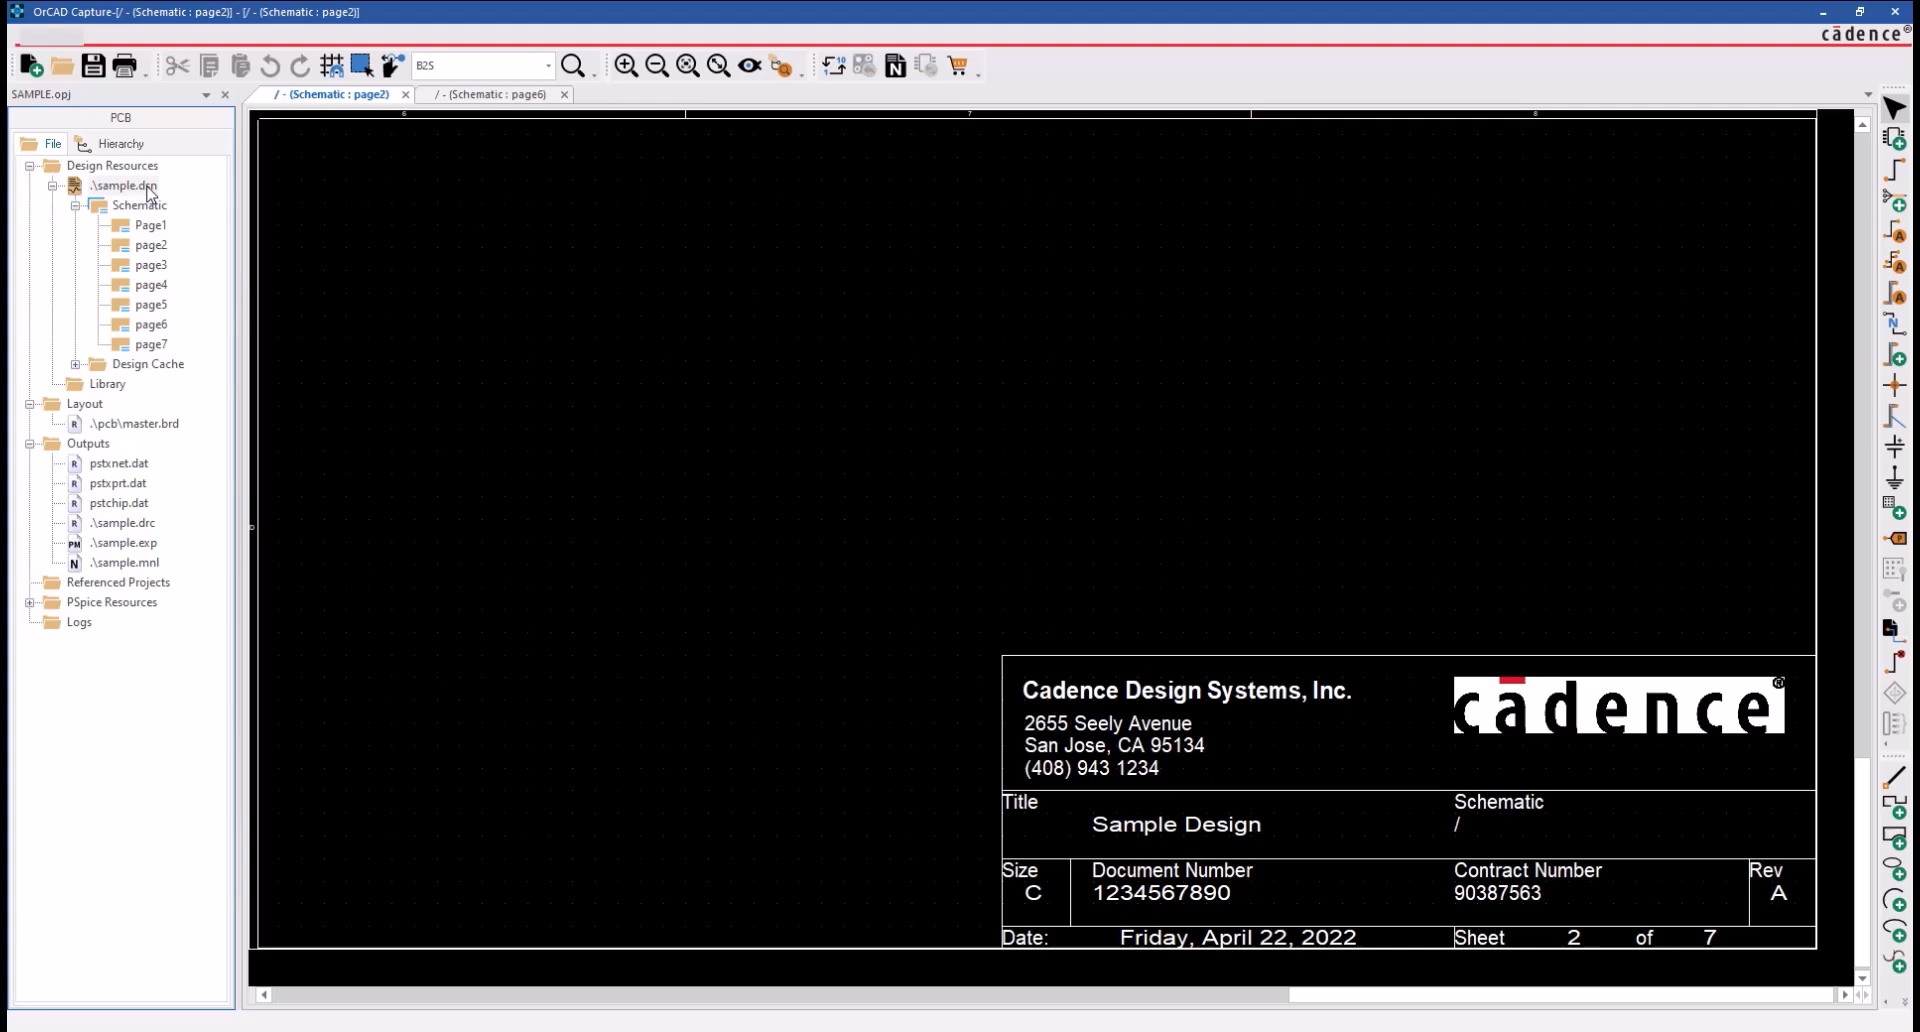 OrCAD Capture-[/ - (Schematic : page2)] - [/ - (Schematic : page2)]
cādence®
B2S
SAMPLE.opj
/ - (Schematic : page2)
/ - (Schematic : page6)
PCB
File
Hierarchy
Design Resources
.\sample.dsn
Schematic
Page1
page2
page3
page4
page5
page6
page7
Design Cache
Library
Layout
.\pcb\master.brd
Outputs
pstxnet.dat
pstxprt.dat
pstchip.dat
.\sample.drc
.\sample.exp
.\sample.mnl
Referenced Projects
PSpice Resources
Logs
6 7 8
D
Cadence Design Systems, Inc.
2655 Seely Avenue
San Jose, CA 95134
(408) 943 1234
cādence®
Title
Sample Design
Schematic
/
Size
C
Document Number
1234567890
Contract Number
90387563
Rev
A
Date: Friday, April 22, 2022
Sheet 2 of 7